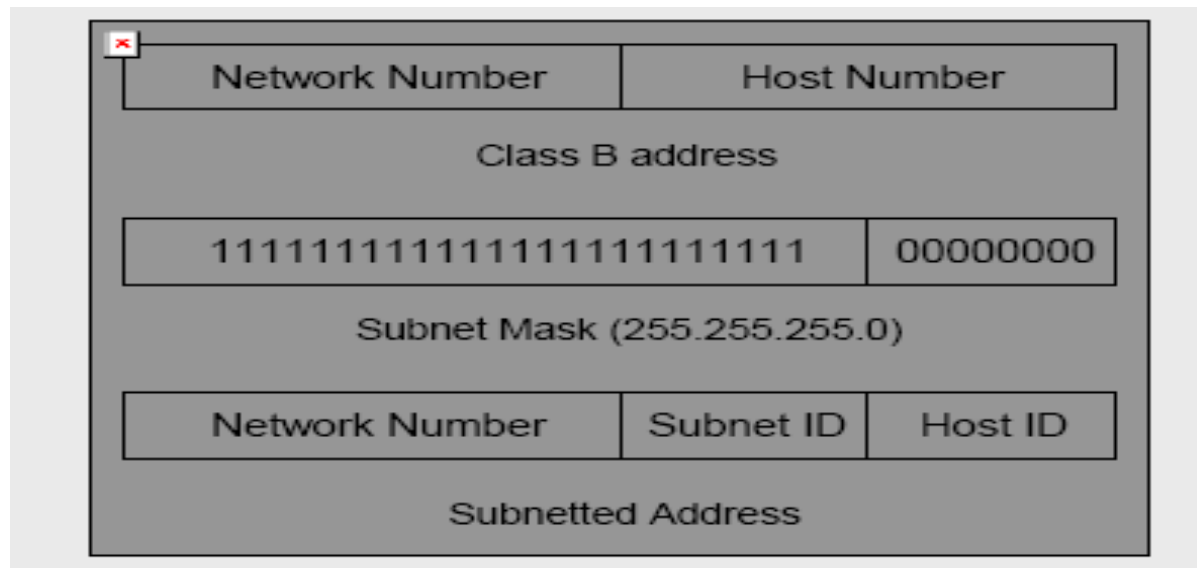 Network Number Host Number
Class B address
111111111111111111111111 00000000
Subnet Mask (255.255.255.0)
Network Number Subnet ID Host ID
Subnetted Address